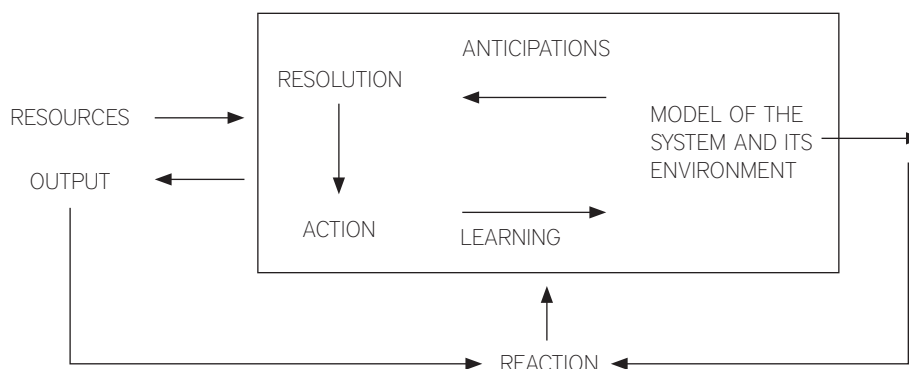 ANTICIPATIONS
RESOLUTION
RESOURCES
MODEL OF THE
SYSTEM AND ITS
ENVIRONMENT
OUTPUT
ACTION
LEARNING
REACTION